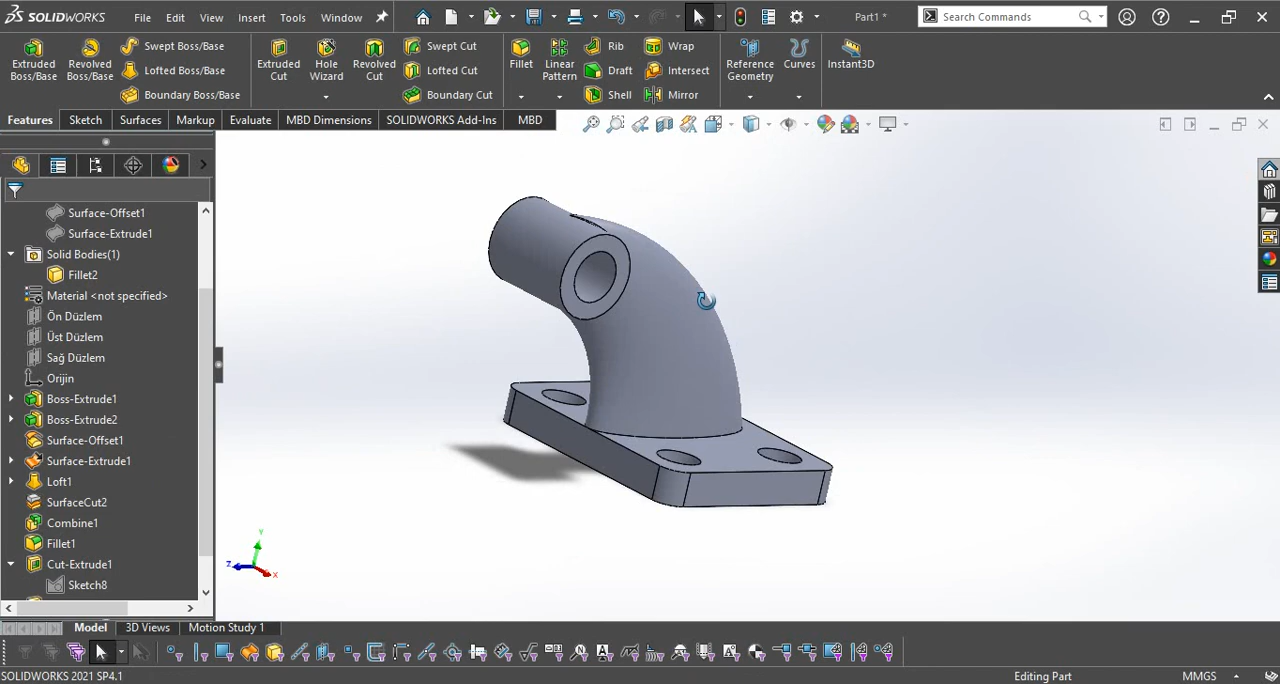 SOLIDWORKS File Edit View Insert Tools Window Part1 * Search Commands
Extruded Boss/Base
Revolved Boss/Base
Swept Boss/Base
Lofted Boss/Base
Boundary Boss/Base
Extruded Cut
Hole Wizard
Revolved Cut
Swept Cut
Lofted Cut
Boundary Cut
Fillet
Linear Pattern
Rib
Draft
Shell
Wrap
Intersect
Mirror
Reference Geometry
Curves
Instant3D
Features Sketch Surfaces Markup Evaluate MBD Dimensions SOLIDWORKS Add-Ins MBD
Surface-Offset1
Surface-Extrude1
Solid Bodies(1)
Fillet2
Material <not specified>
Ön Düzlem
Üst Düzlem
Sağ Düzlem
Orijin
Boss-Extrude1
Boss-Extrude2
Surface-Offset1
Surface-Extrude1
Loft1
SurfaceCut2
Combine1
Fillet1
Cut-Extrude1
Sketch8
Y
Z
X
Model 3D Views Motion Study 1
SOLIDWORKS 2021 SP4.1 Editing Part MMGS